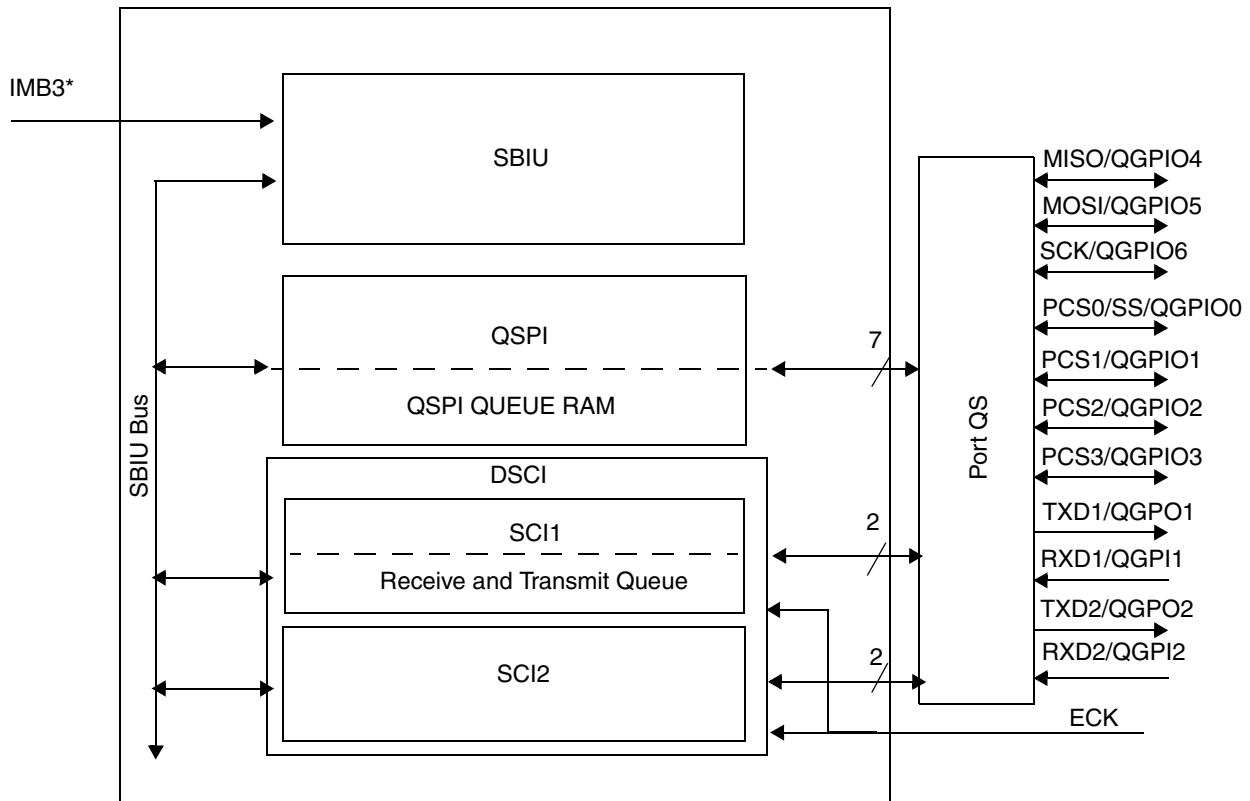 IMB3*
SBIU
SBIU Bus
QSPI
QSPI QUEUE RAM
7
DSCI
SCI1
Receive and Transmit Queue
2
SCI2
2
Port QS
MISO/QGPIO4
MOSI/QGPIO5
SCK/QGPIO6
PCS0/SS/QGPIO0
PCS1/QGPIO1
PCS2/QGPIO2
PCS3/QGPIO3
TXD1/QGPO1
RXD1/QGPI1
TXD2/QGPO2
RXD2/QGPI2
ECK